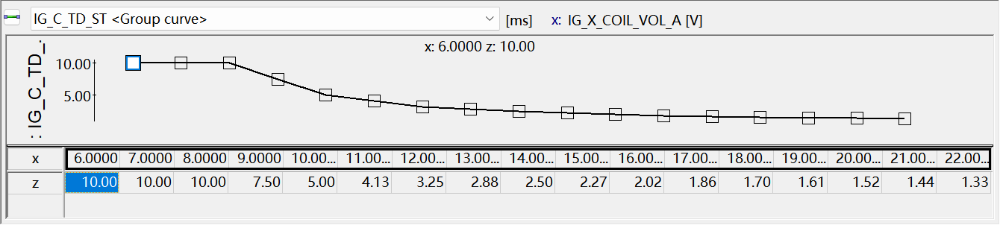 IG_C_TD_ST <Group curve> [ms] x: IG_X_COIL_VOL_A [V]
x: 6.0000 z: 10.00
: IG_C_TD_.
10.00
5.00
x 6.0000 7.0000 8.0000 9.0000 10.00... 11.00... 12.00... 13.00... 14.00... 15.00... 16.00... 17.00... 18.00... 19.00... 20.00... 21.00... 22.00...
z 10.00 10.00 10.00 7.50 5.00 4.13 3.25 2.88 2.50 2.27 2.02 1.86 1.70 1.61 1.52 1.44 1.33